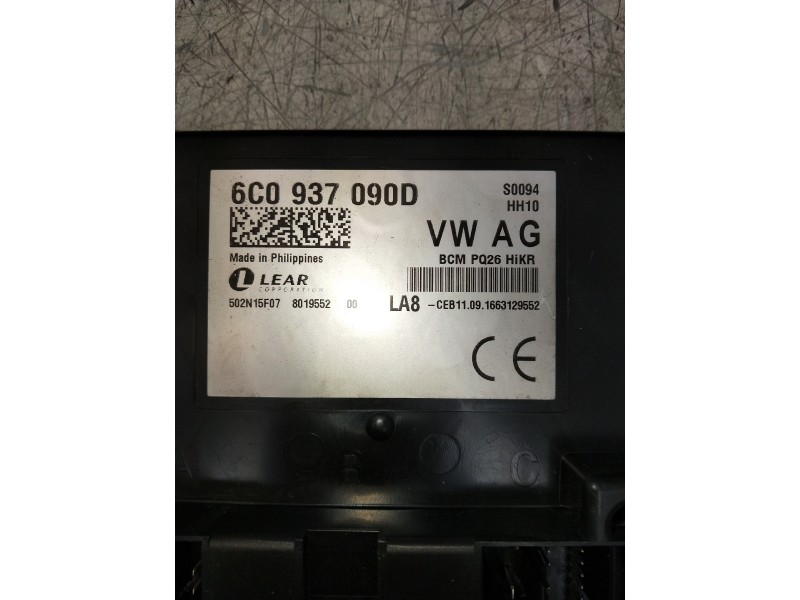 6C0 937 090D
S0094
HH10
VW AG
BCM PQ26 HiKR
Made in Philippines
LEAR
CORPORATION
502N15F07 8019552 00
LA8 -CEB11.09.1663129552
CE
B
C